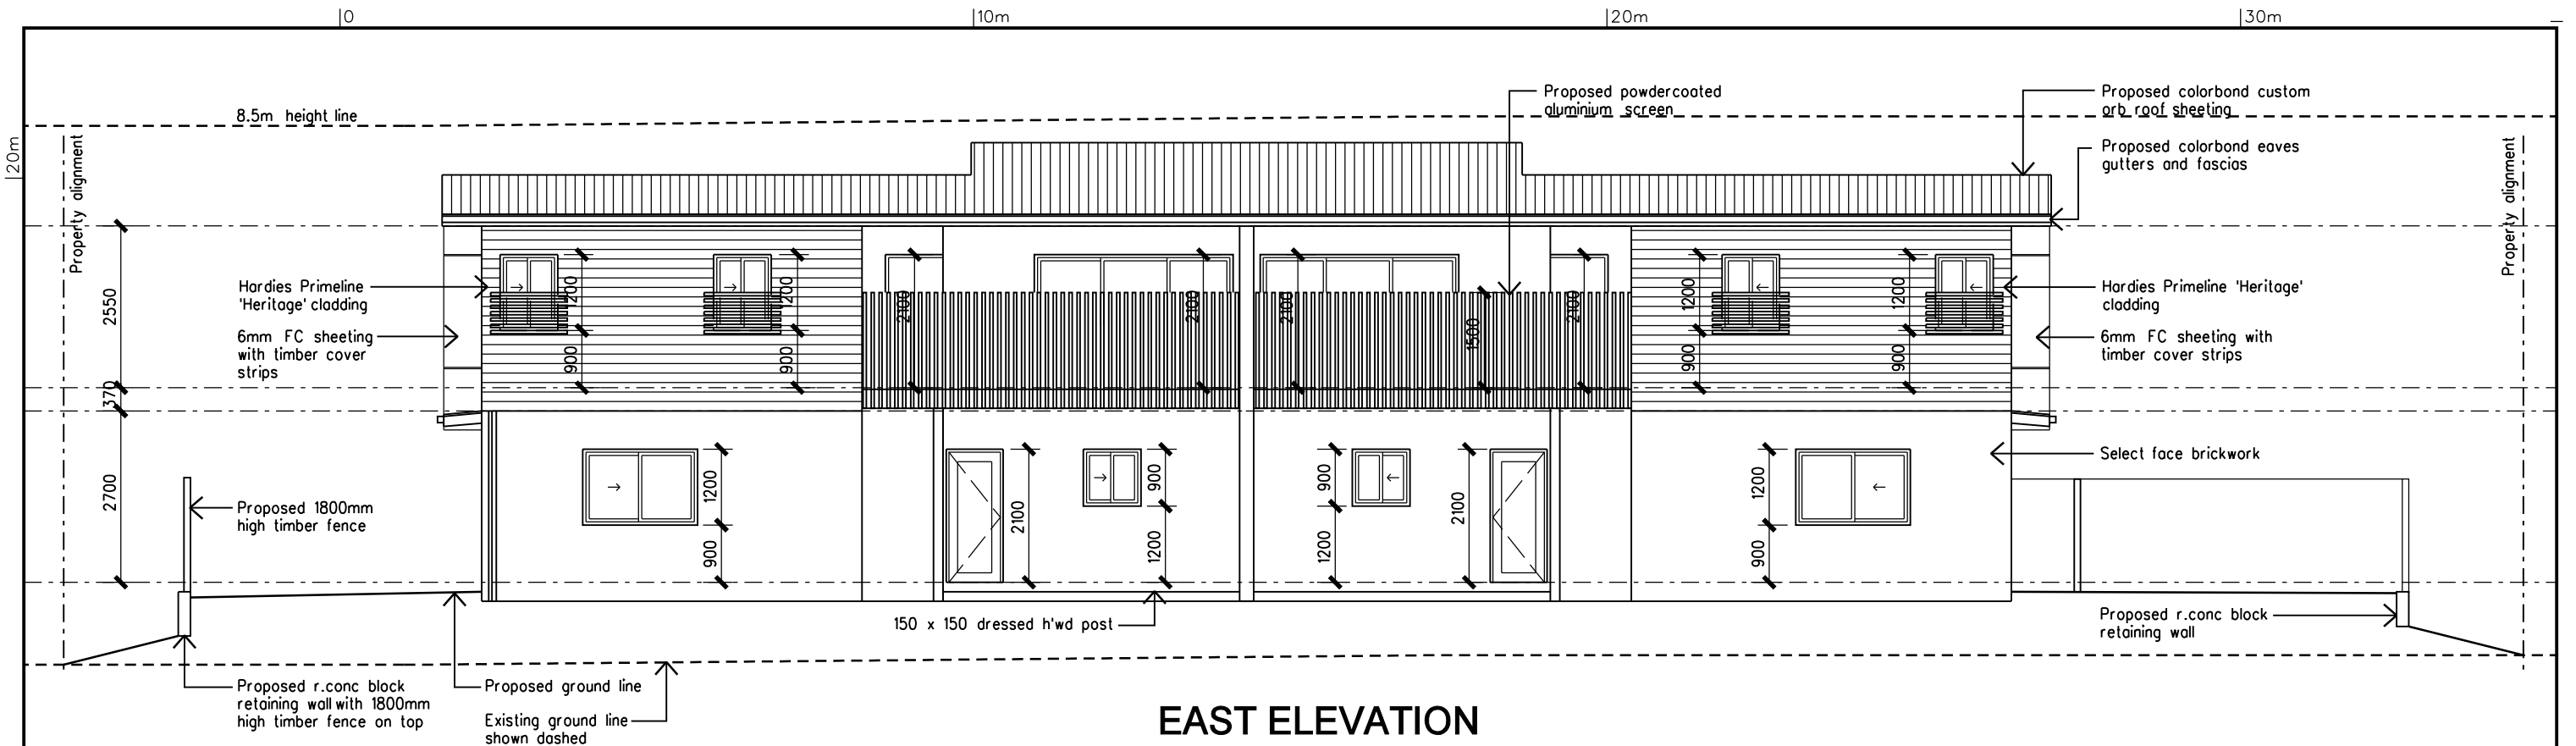 0
10m
20m
30m
20m
8.5m height line
Property alignment
Proposed powdercoated
aluminium screen
Proposed colorbond custom
orb roof sheeting
Proposed colorbond eaves
gutters and fascias
Property alignment
2550
370
2700
Hardies Primeline
'Heritage' cladding
6mm FC sheeting
with timber cover
strips
1200
900
1200
900
2100
2100
2100
1500
2100
1200
900
1200
900
Hardies Primeline 'Heritage'
cladding
6mm FC sheeting with
timber cover strips
Select face brickwork
Proposed 1800mm
high timber fence
1200
900
2100
900
1200
900
1200
2100
1200
900
150 x 150 dressed h'wd post
Proposed r.conc block
retaining wall
Proposed r.conc block
retaining wall with 1800mm
high timber fence on top
Proposed ground line
Existing ground line
shown dashed
EAST ELEVATION